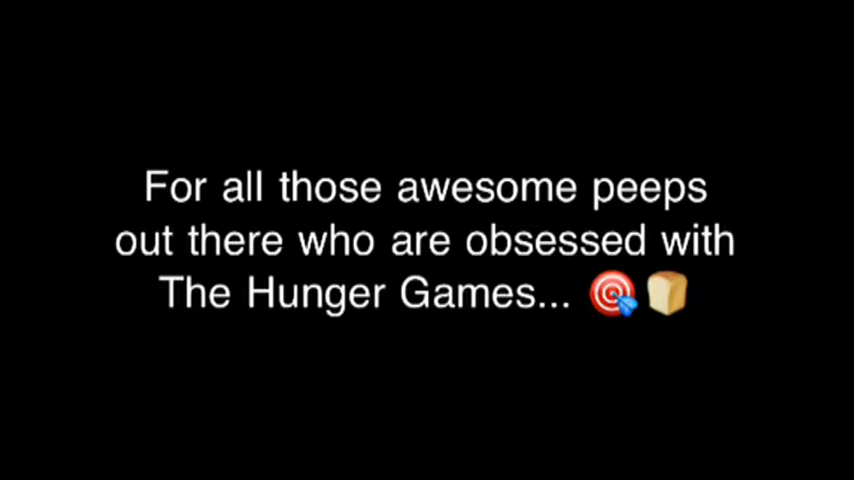 For all those awesome peeps
out there who are obsessed with
The Hunger Games... 🎯🍞